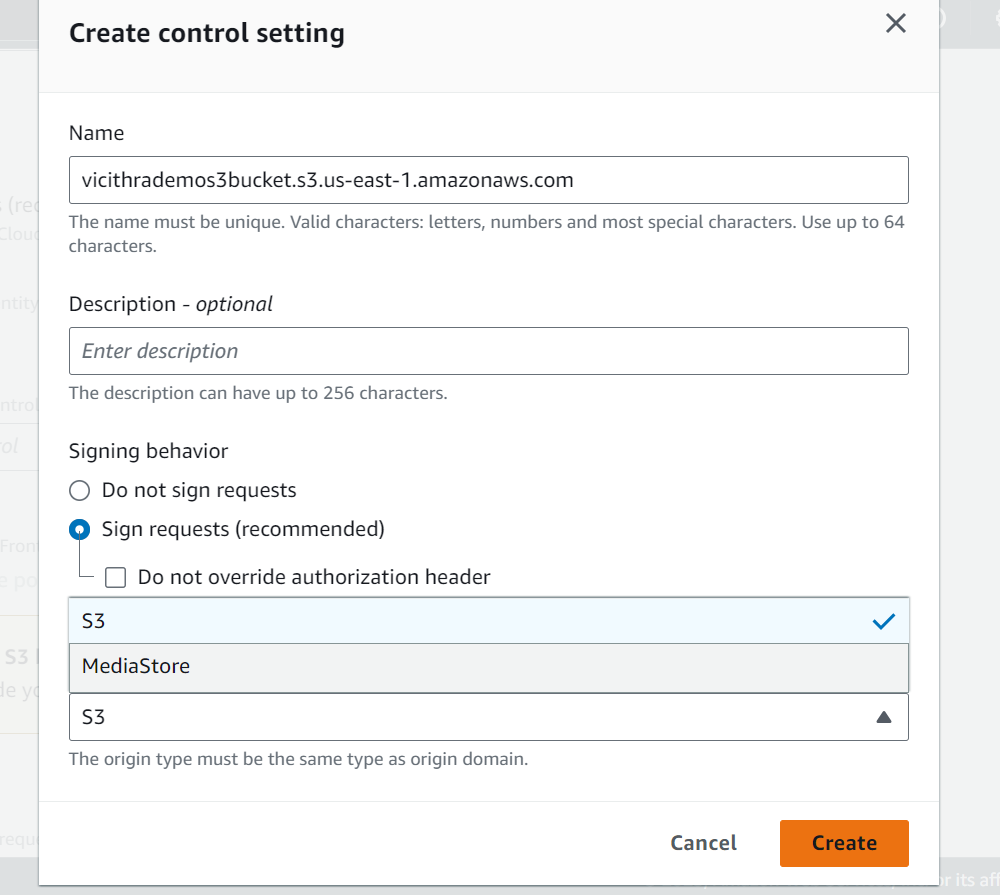 Create control setting
Name
vicithrademos3bucket.s3.us-east-1.amazonaws.com
The name must be unique. Valid characters: letters, numbers and most special characters. Use up to 64
characters.
Description - optional
Enter description
The description can have up to 256 characters.
Signing behavior
Do not sign requests
Sign requests (recommended)
Do not override authorization header
S3
MediaStore
S3
The origin type must be the same type as origin domain.
Cancel
Create